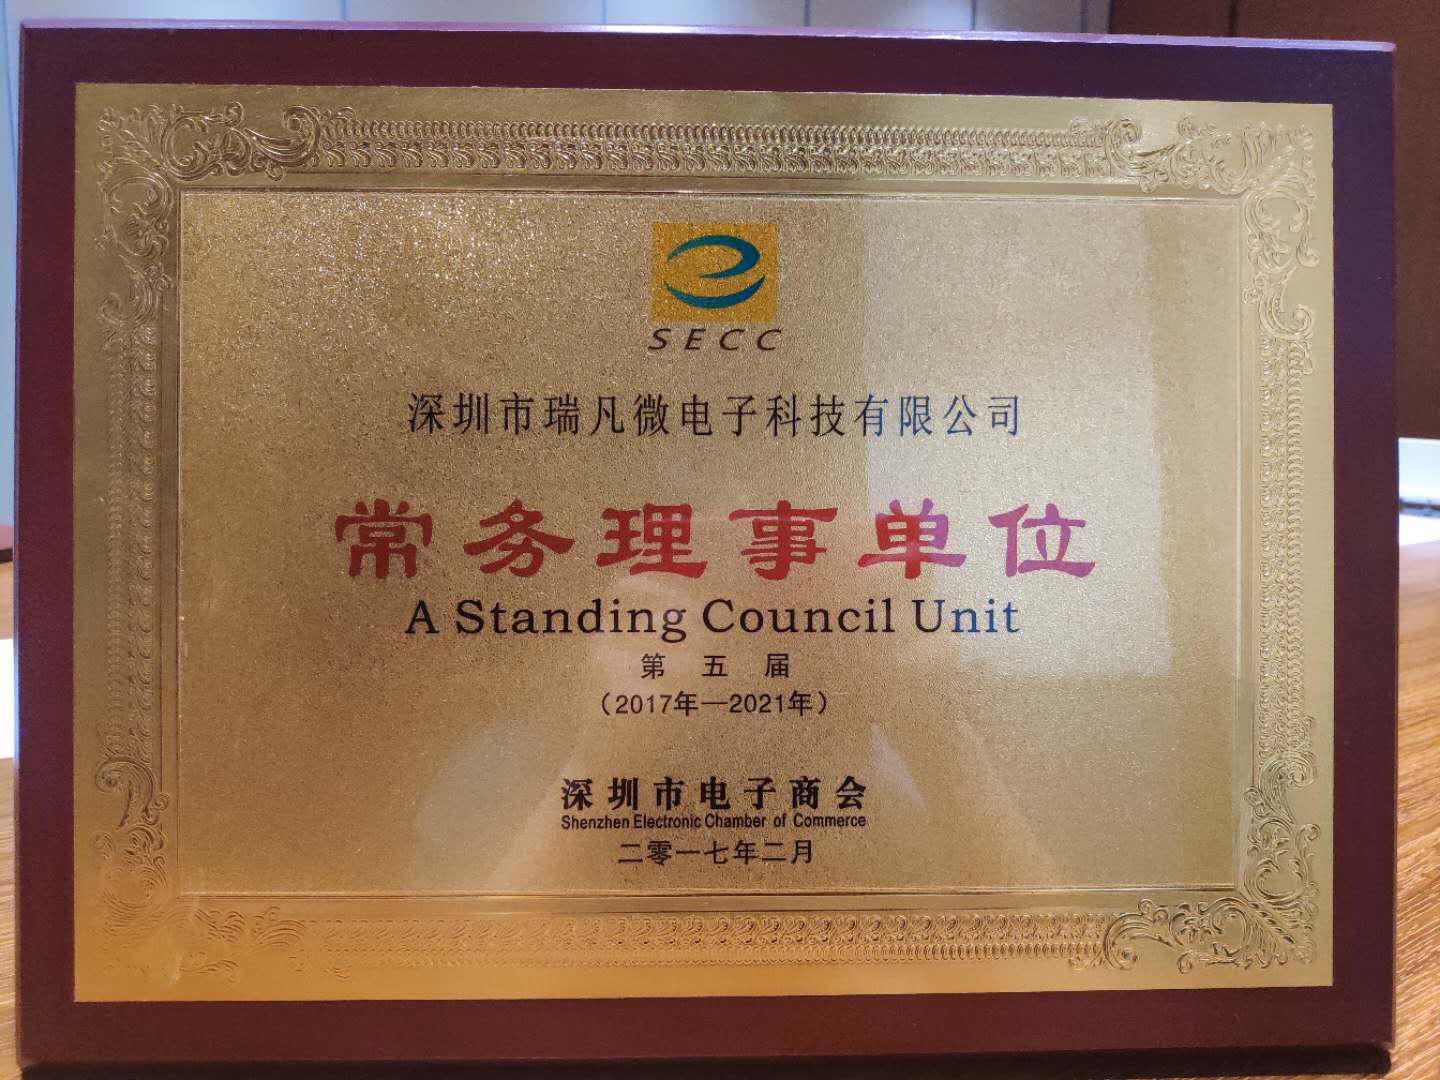 SECC
深圳市瑞凡微电子科技有限公司
常务理事单位
A Standing Council Unit
第五届
（2017年—2021年）
深圳市电子商会
Shenzhen Electronic Chamber of Commerce
二零一七年二月